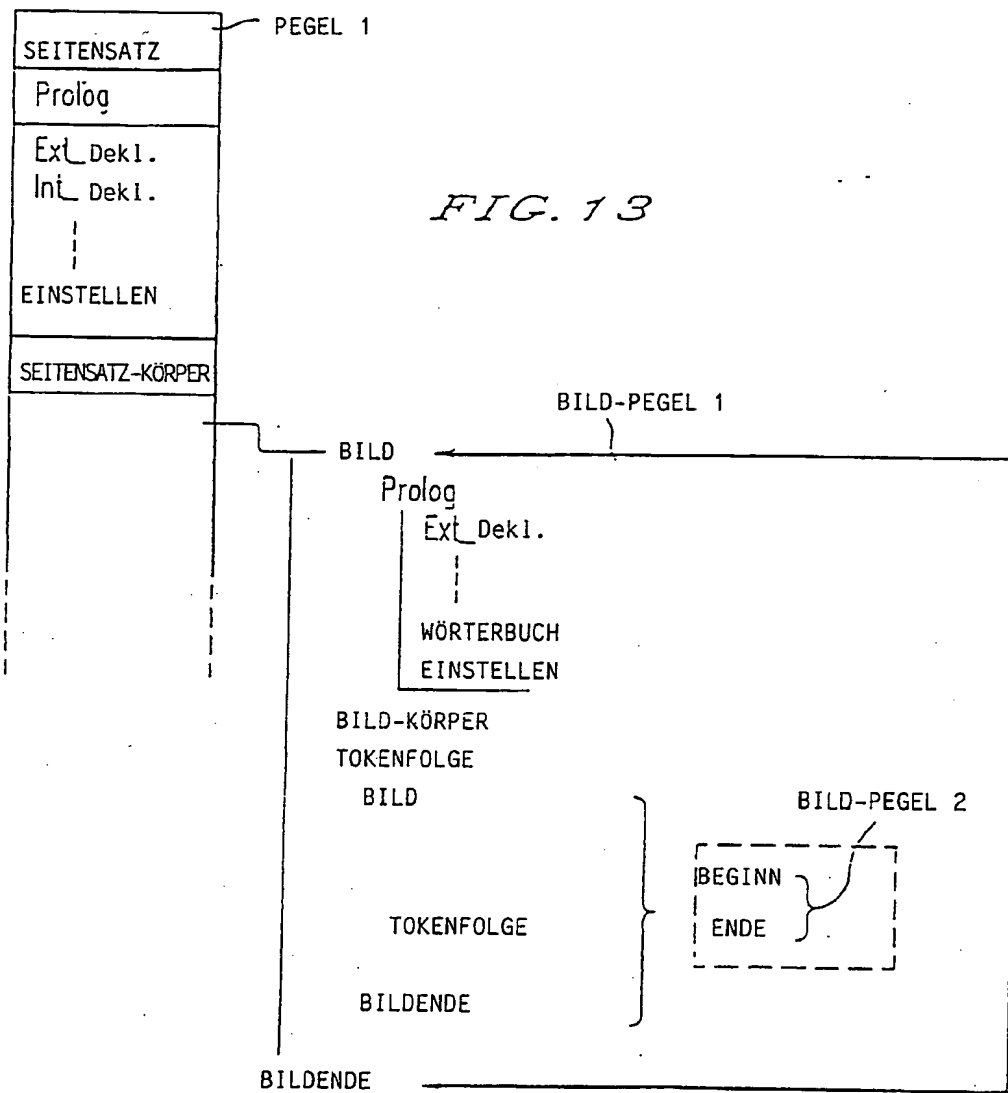 PEGEL 1
SEITENSATZ
Prolog
Ext_Dekl.
Int_Dekl.
EINSTELLEN
SEITENSATZ-KÖRPER
FIG. 13
BILD-PEGEL 1
BILD
Prolog
Ext_Dekl.
WÖRTERBUCH
EINSTELLEN
BILD-KÖRPER
TOKENFOLGE
BILD
BILD-PEGEL 2
BEGINN
TOKENFOLGE
ENDE
BILDENDE
BILDENDE